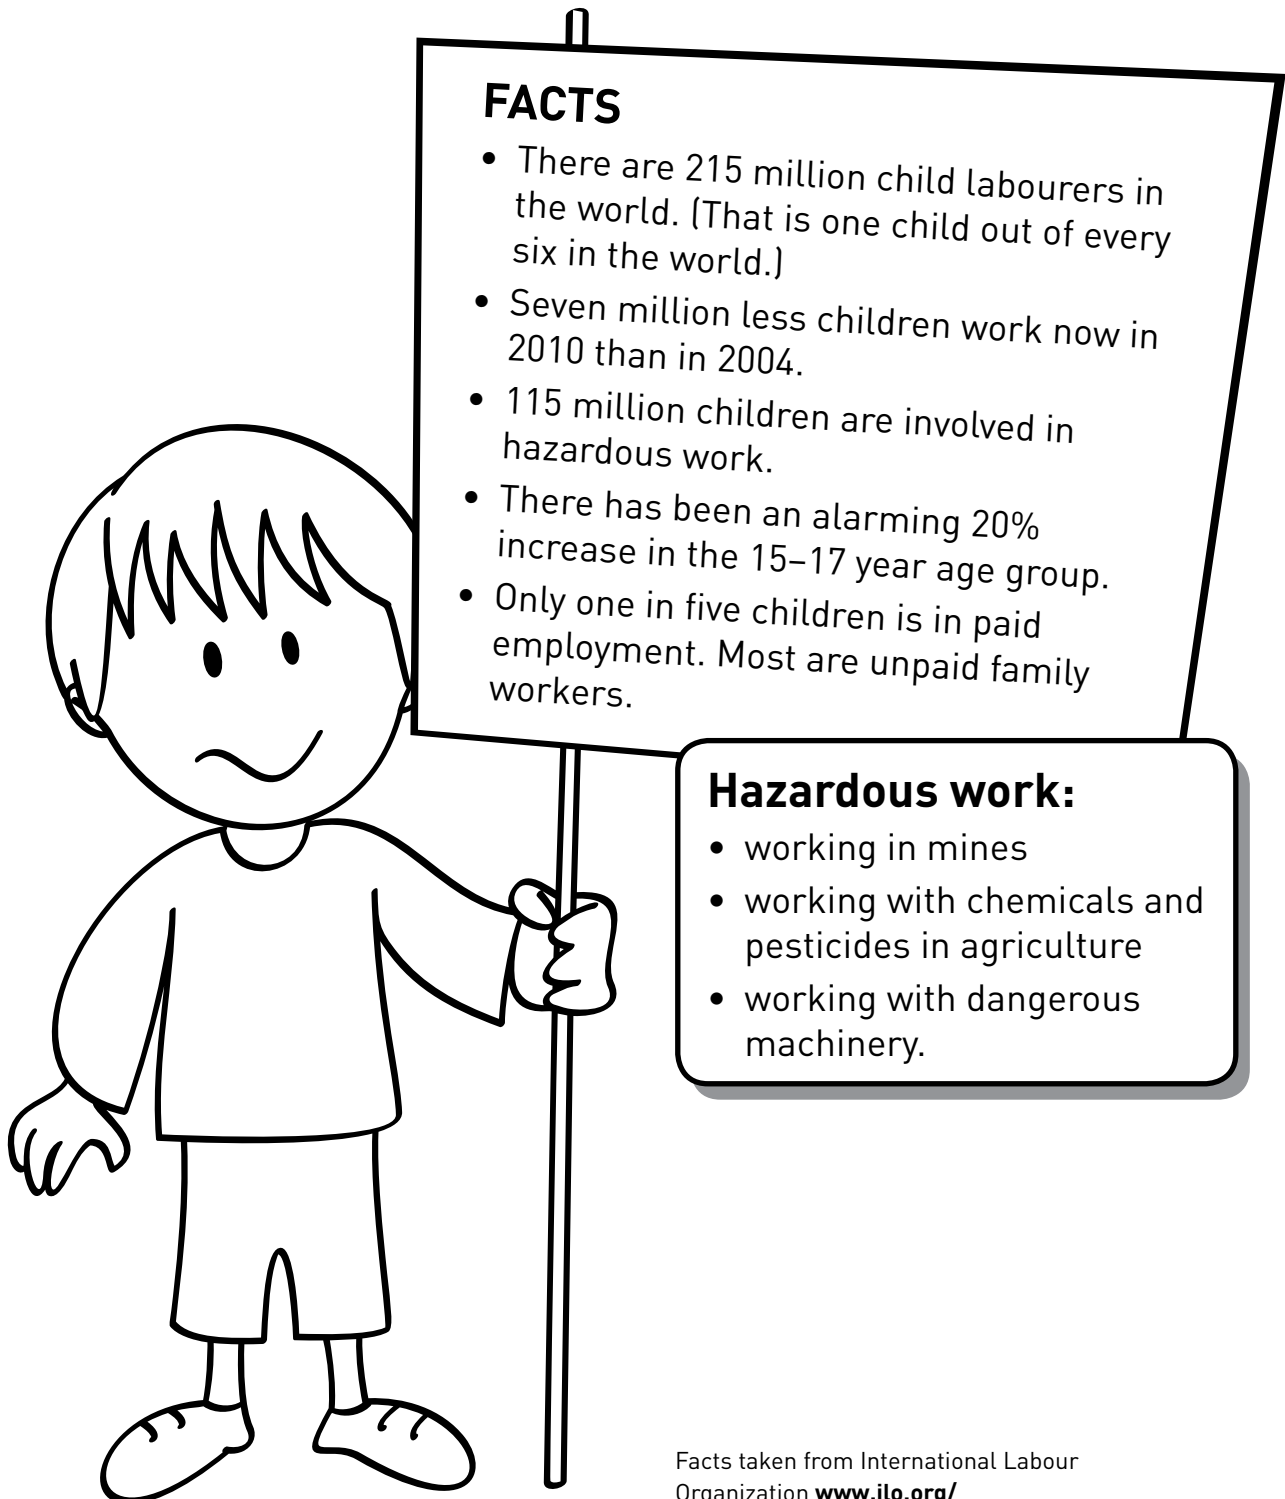 FACTS
• There are 215 million child labourers in
the world. (That is one child out of every
six in the world.)
• Seven million less children work now in
2010 than in 2004.
• 115 million children are involved in
hazardous work.
• There has been an alarming 20%
increase in the 15–17 year age group.
• Only one in five children is in paid
employment. Most are unpaid family
workers.
Hazardous work:
• working in mines
• working with chemicals and
pesticides in agriculture
• working with dangerous
machinery.
Facts taken from International Labour
Organization www.ilo.org/